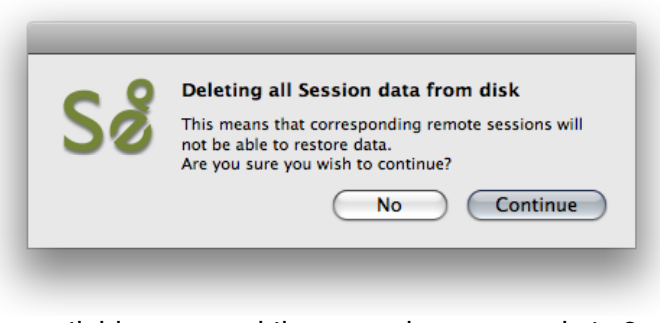 Se8
Deleting all Session data from disk
This means that corresponding remote sessions will
not be able to restore data.
Are you sure you wish to continue?
No
Continue